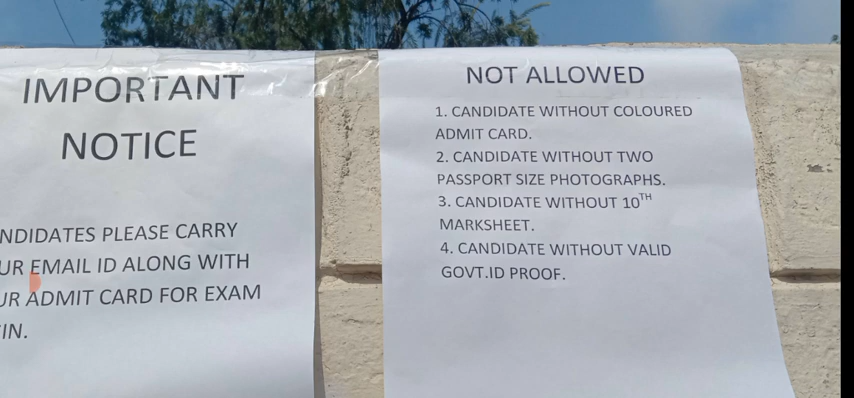 IMPORTANT
NOTICE
NDIDATES PLEASE CARRY
UR EMAIL ID ALONG WITH
UR ADMIT CARD FOR EXAM
IN.
NOT ALLOWED
1. CANDIDATE WITHOUT COLOURED
ADMIT CARD.
2. CANDIDATE WITHOUT TWO
PASSPORT SIZE PHOTOGRAPHS.
3. CANDIDATE WITHOUT 10TH
MARKSHEET.
4. CANDIDATE WITHOUT VALID
GOVT.ID PROOF.